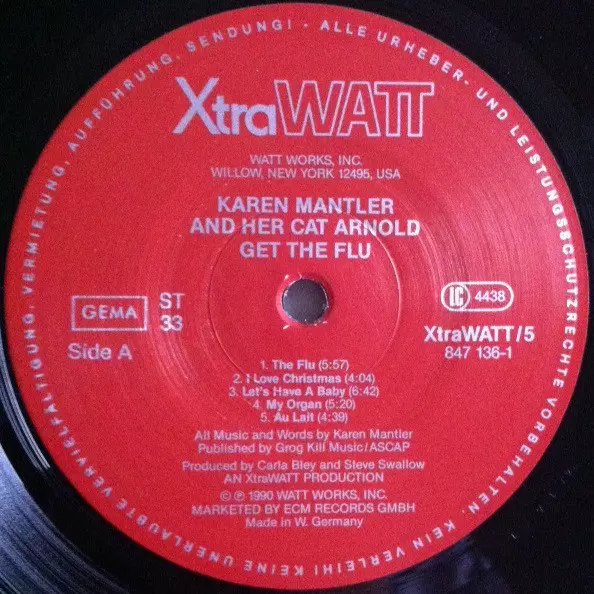 XtraWATT
WATT WORKS, INC.
WILLOW, NEW YORK 12495, USA
KAREN MANTLER
AND HER CAT ARNOLD
GET THE FLU
GEMA
ST
33
Side A
LC 4438
XtraWATT/5
847 136-1
1. The Flu (5:57)
2. I Love Christmas (4:04)
3. Let's Have A Baby (6:42)
4. My Organ (5:20)
5. Au Lait (4:39)
All Music and Words by Karen Mantler
Published by Grog Kill Music/ASCAP
Produced by Carla Bley and Steve Swallow
AN XtraWATT PRODUCTION
© ℗ 1990 WATT WORKS, INC.
MARKETED BY ECM RECORDS GMBH
Made in W. Germany
ALLE URHEBER- UND LEISTUNGSSCHUTZRECHTE VORBEHALTEN. KEIN VERLEIH! KEINE UNERLAUBTE VERVIELFÄLTIGUNG, VERMIETUNG, AUFFÜHRUNG, SENDUNG! -